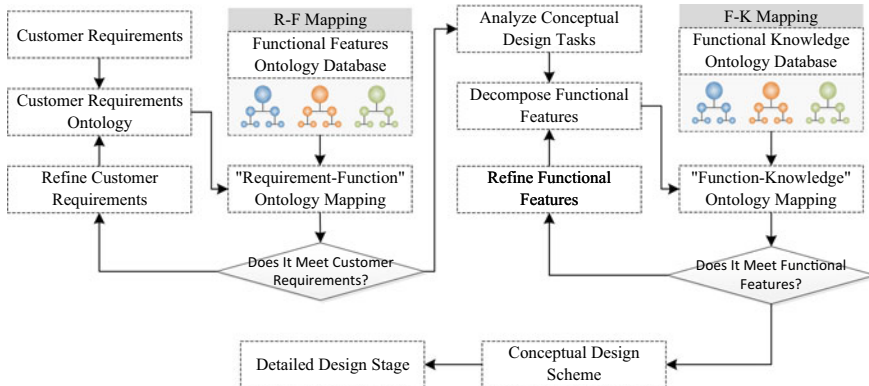 Customer Requirements
Customer Requirements
Ontology
Refine Customer
Requirements
R-F Mapping
Functional Features
Ontology Database
"Requirement-Function"
Ontology Mapping
Does It Meet Customer
Requirements?
Analyze Conceptual
Design Tasks
Decompose Functional
Features
Refine Functional
Features
F-K Mapping
Functional Knowledge
Ontology Database
"Function-Knowledge"
Ontology Mapping
Does It Meet Functional
Features?
Conceptual Design
Scheme
Detailed Design Stage